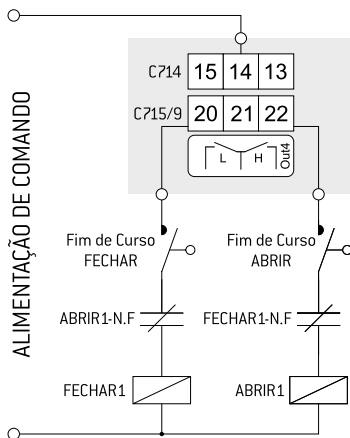 C714 15 14 13
C715/9 20 21 22
L H Out4
ALIMENTAÇÃO DE COMANDO
Fim de Curso
FECHAR
Fim de Curso
ABRIR
ABRIR1-N.F
FECHAR1-N.F
FECHAR1
ABRIR1